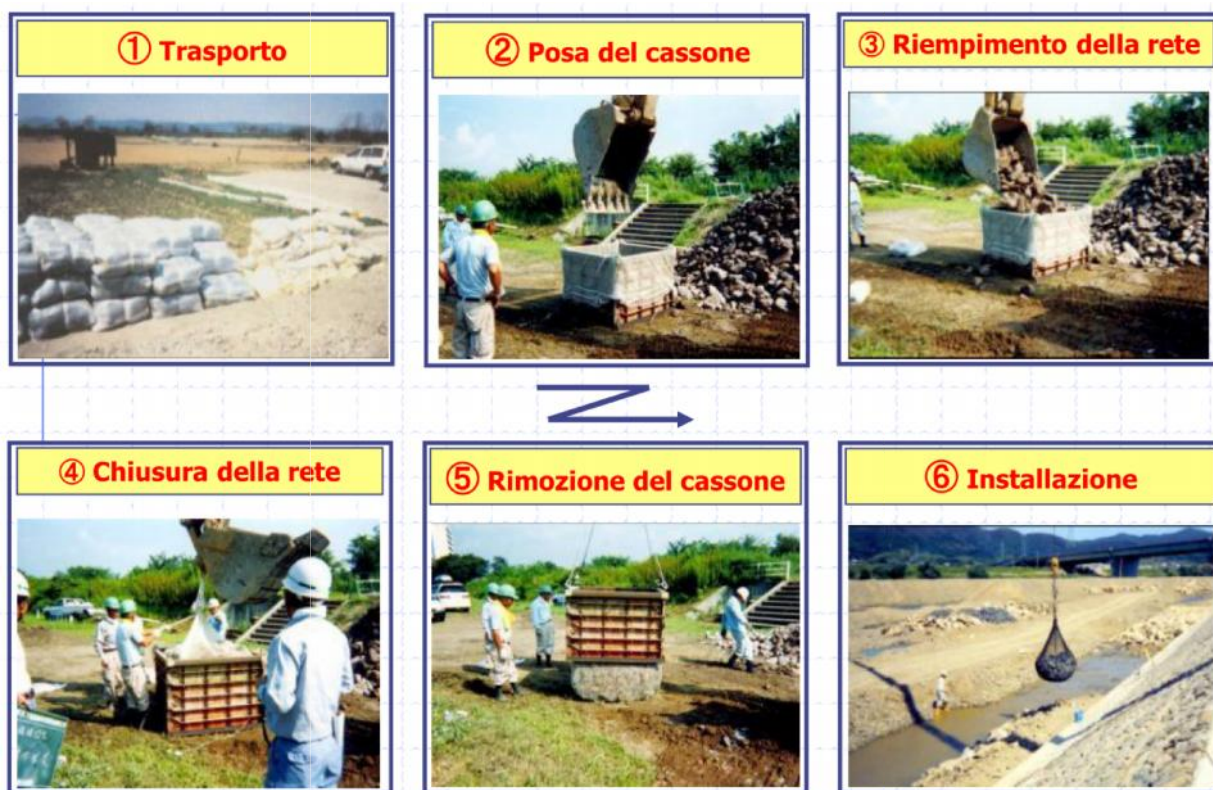 ① Trasporto
② Posa del cassone
③ Riempimento della rete
④ Chiusura della rete
⑤ Rimozione del cassone
⑥ Installazione